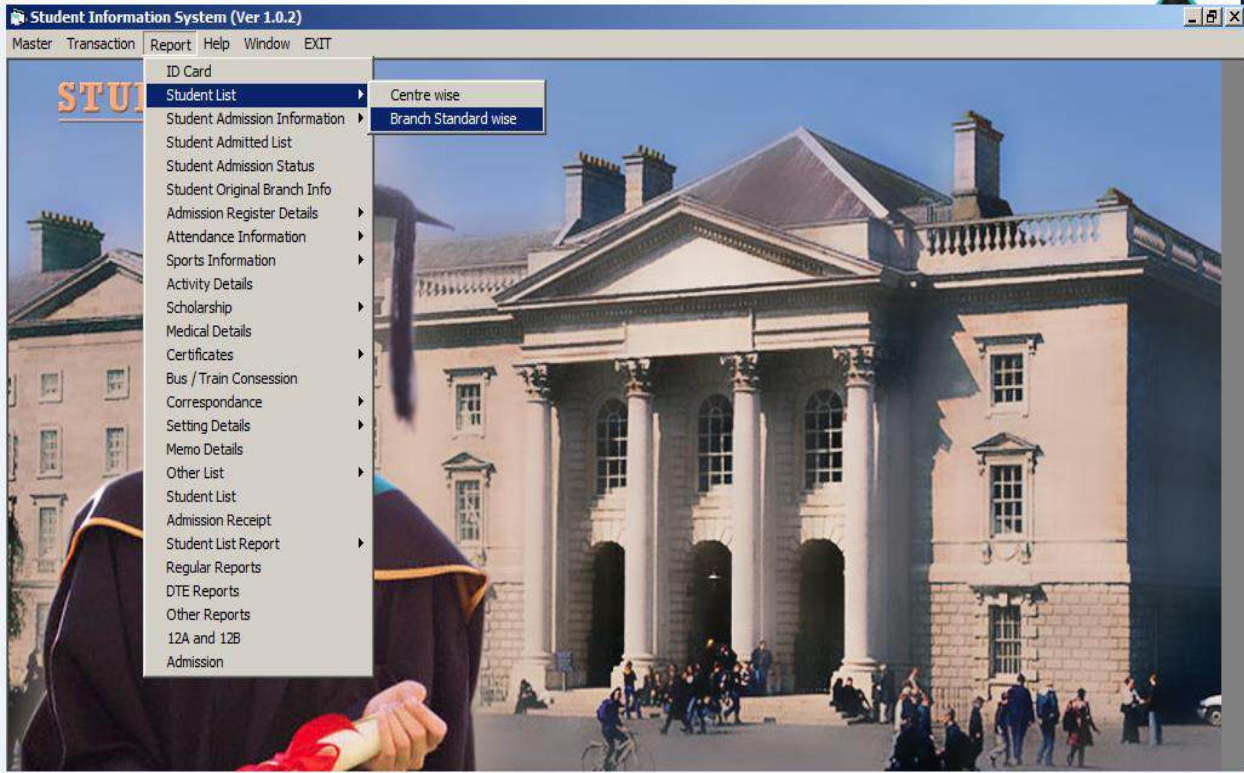 Student Information System (Ver 1.0.2)
Master Transaction Report Help Window EXIT
ID Card
Student List
Centre wise
Branch Standard wise
Student Admission Information
Student Admitted List
Student Admission Status
Student Original Branch Info
Admission Register Details
Attendance Information
Sports Information
Activity Details
Scholarship
Medical Details
Certificates
Bus / Train Consession
Correspondance
Setting Details
Memo Details
Other List
Student List
Admission Receipt
Student List Report
Regular Reports
DTE Reports
Other Reports
12A and 12B
Admission